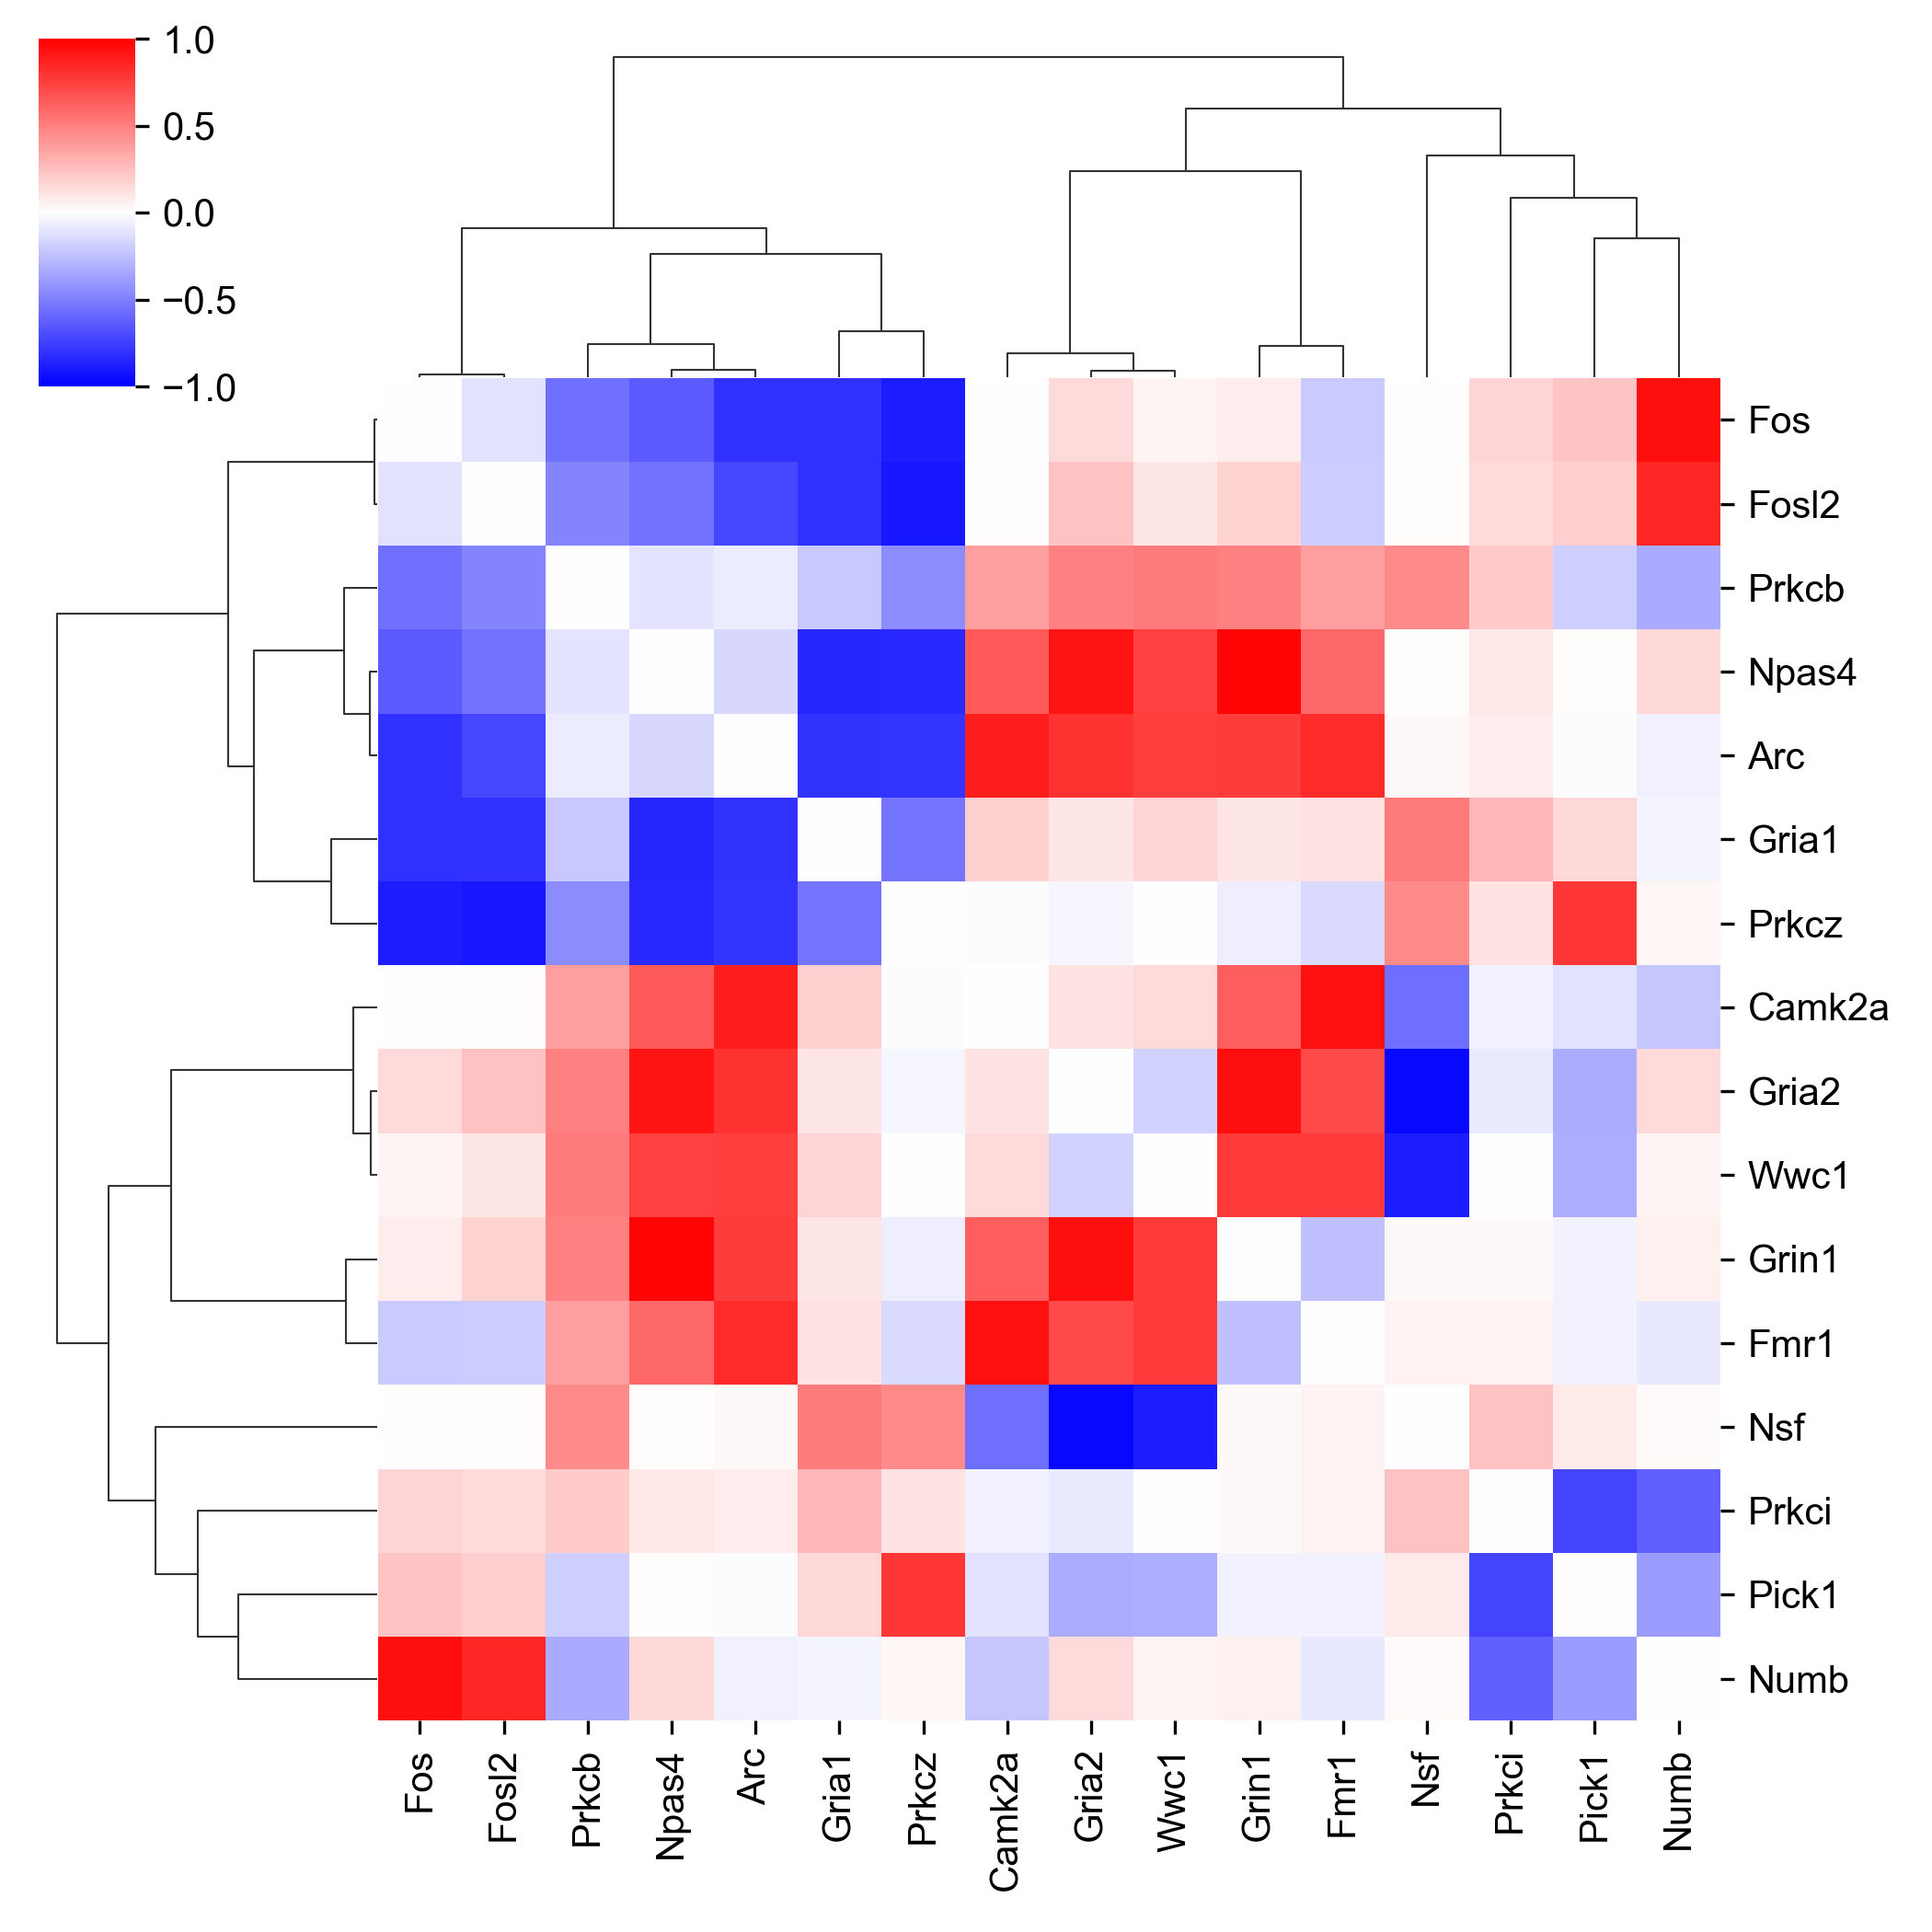 1.0
0.5
0.0
−0.5
−1.0
Fos
Fosl2
Prkcb
Npas4
Arc
Gria1
Prkcz
Camk2a
Gria2
Wwc1
Grin1
Fmr1
Nsf
Prkci
Pick1
Numb
Fos
Fosl2
Prkcb
Npas4
Arc
Gria1
Prkcz
Camk2a
Gria2
Wwc1
Grin1
Fmr1
Nsf
Prkci
Pick1
Numb